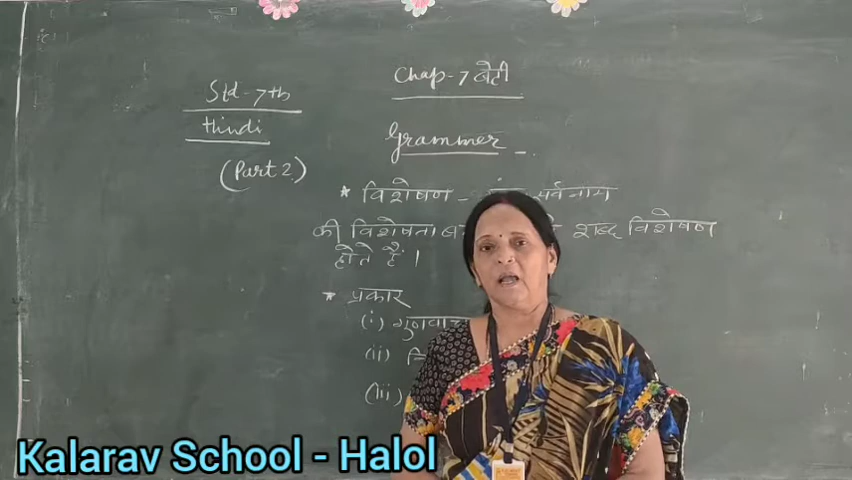 Std-7th
Hindi
(Part 2)
Chap-7 बेटी
Grammer -
* विशेषण - सर्वनाम
की विशेषता शब्द विशेषण
होते हैं ।
* प्रकार
(i)
(ii)
(iii)
Kalarav School - Halol